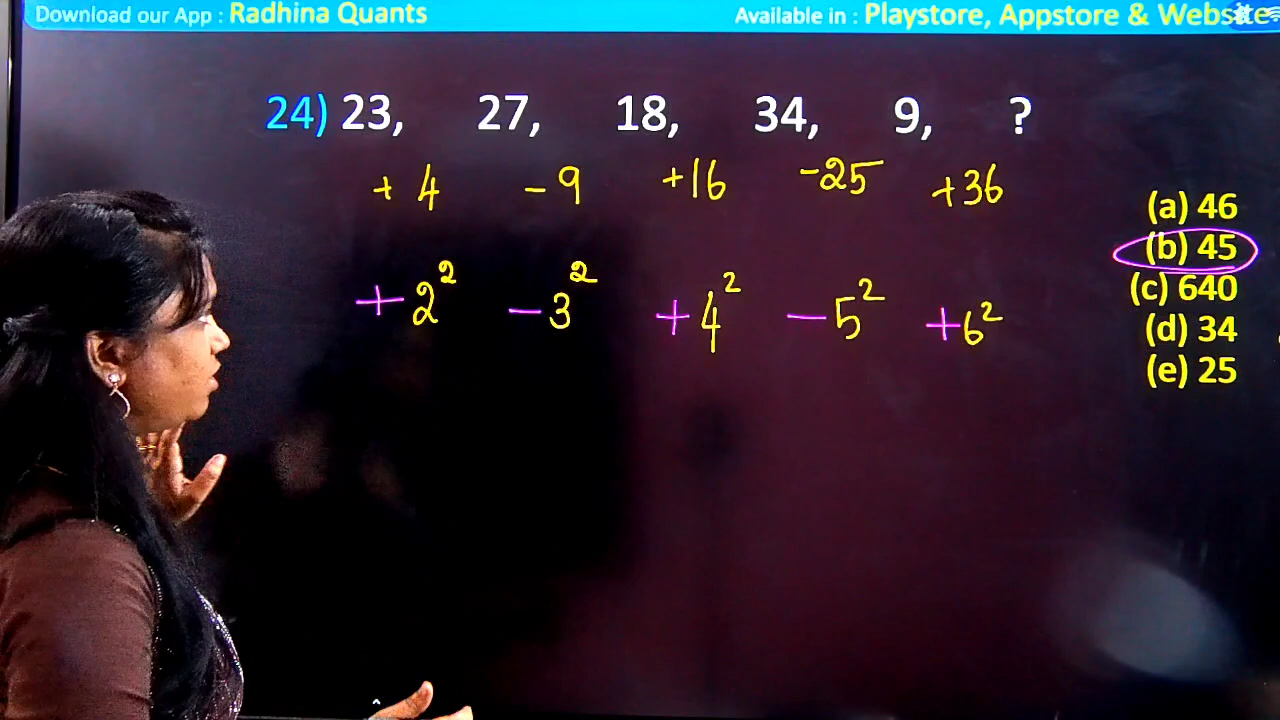 Download our App : Radhina Quants
Available in : Playstore, Appstore & Website
24) 23, 27, 18, 34, 9, ?
+ 4 - 9 +16 -25 +36
+2² -3² +4² -5² +6²
(a) 46
(b) 45
(c) 640
(d) 34
(e) 25